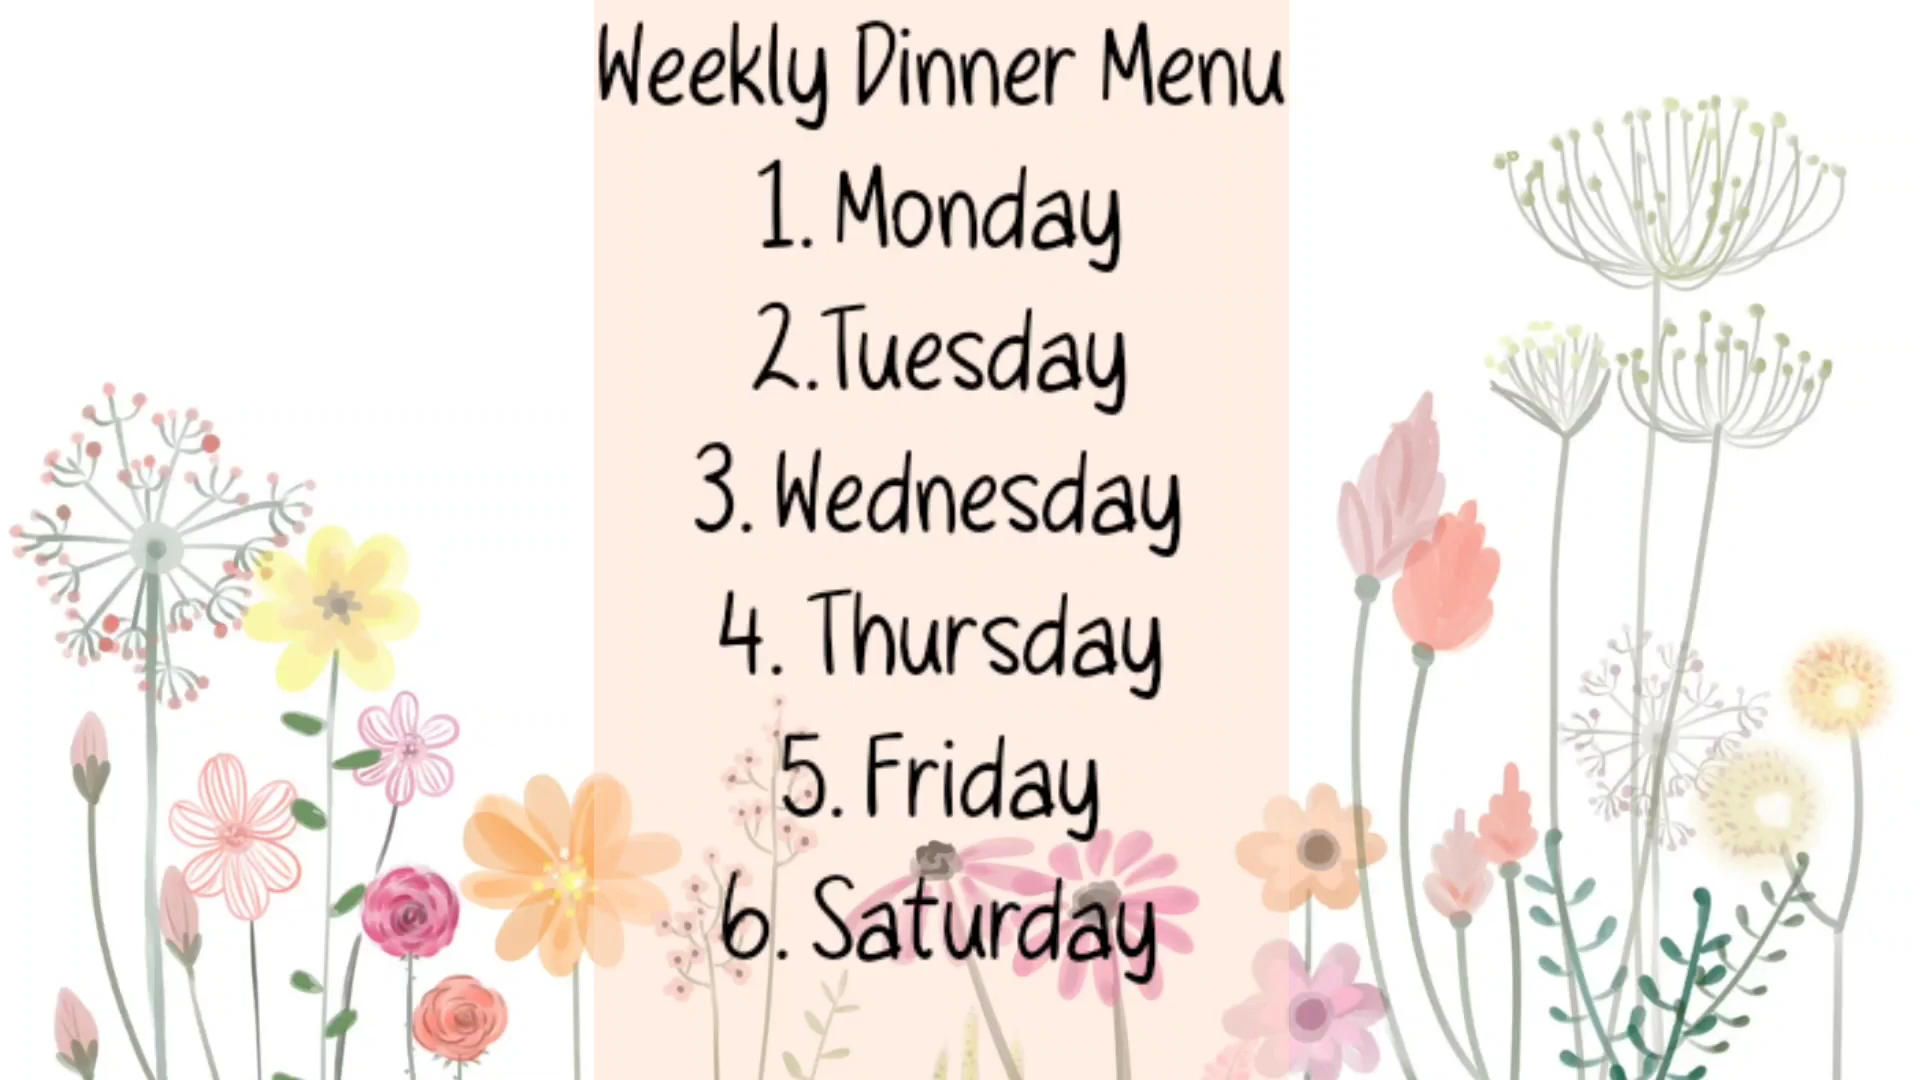 Weekly Dinner Menu
1. Monday
2.Tuesday
3. Wednesday
4. Thursday
5. Friday
6. Saturday